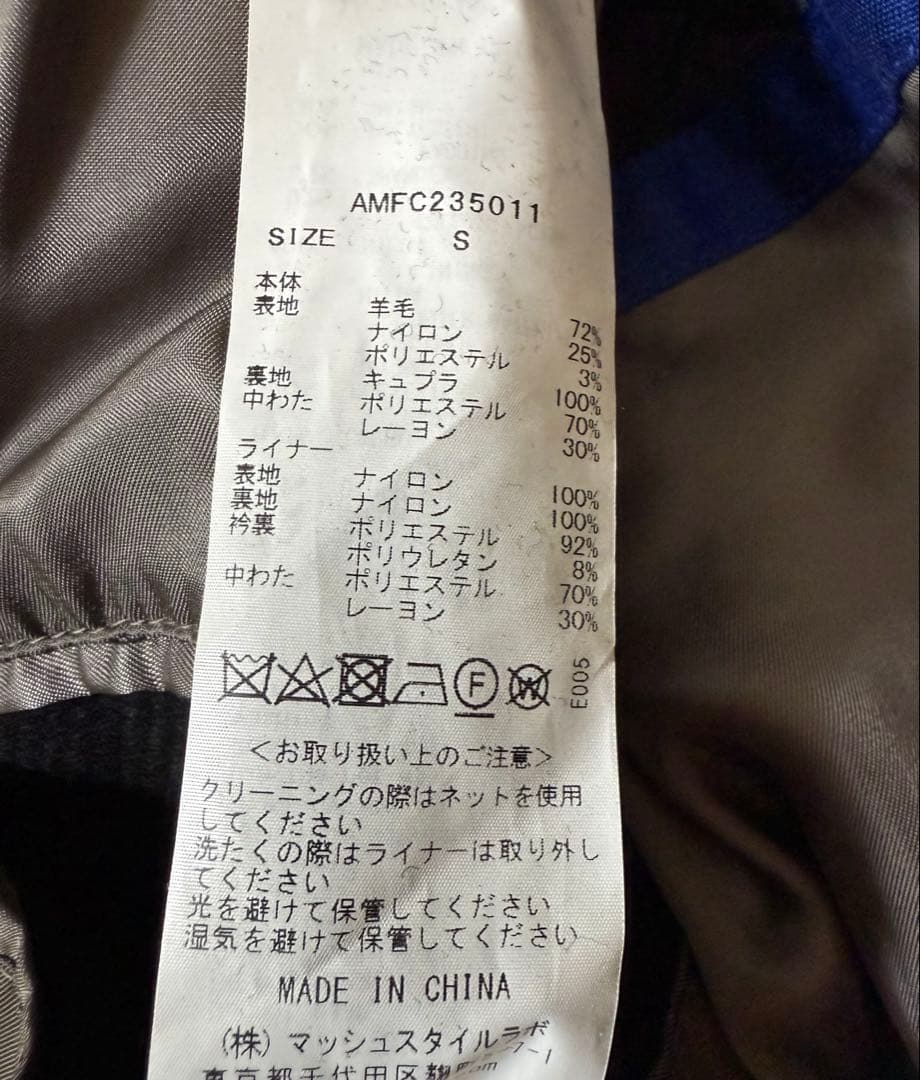 AMFC235011
SIZE S
本体
表地 羊毛 72%
ナイロン 25%
ポリエステル 3%
裏地 キュプラ 100%
中わた ポリエステル 70%
レーヨン 30%
ライナー
表地 ナイロン 100%
裏地 ナイロン 100%
衿裏 ポリエステル 92%
ポリウレタン 8%
中わた ポリエステル 70%
レーヨン 30%
F W E005
<お取り扱い上のご注意>
クリーニングの際はネットを使用
してください
洗たくの際はライナーは取り外し
てください
光を避けて保管してください
湿気を避けて保管してください
MADE IN CHINA
(株) マッシュスタイルラボ
東京都千代田区麹